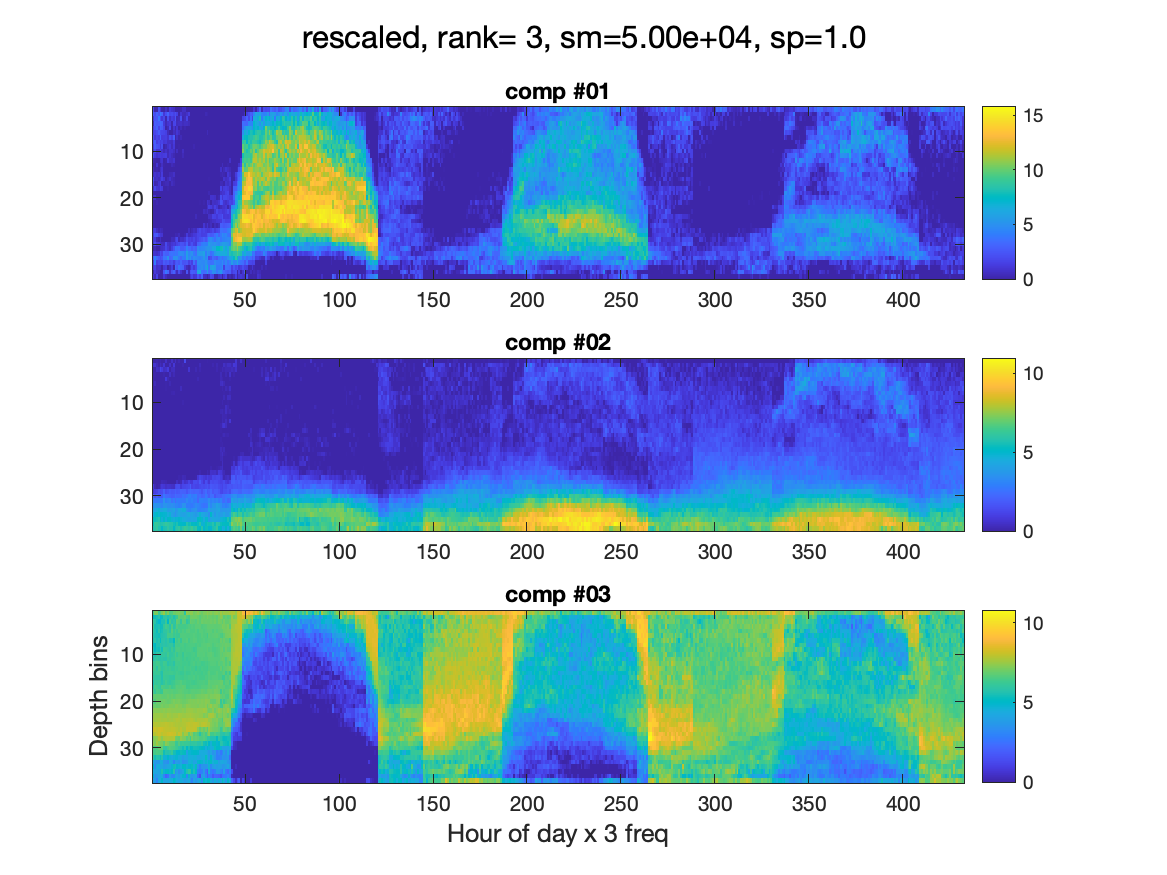 rescaled, rank= 3, sm=5.00e+04, sp=1.0
comp #01
10
20
30
50 100 150 200 250 300 350 400
15
10
5
0
comp #02
10
20
30
50 100 150 200 250 300 350 400
10
5
0
comp #03
Depth bins
10
20
30
50 100 150 200 250 300 350 400
10
5
0
Hour of day x 3 freq